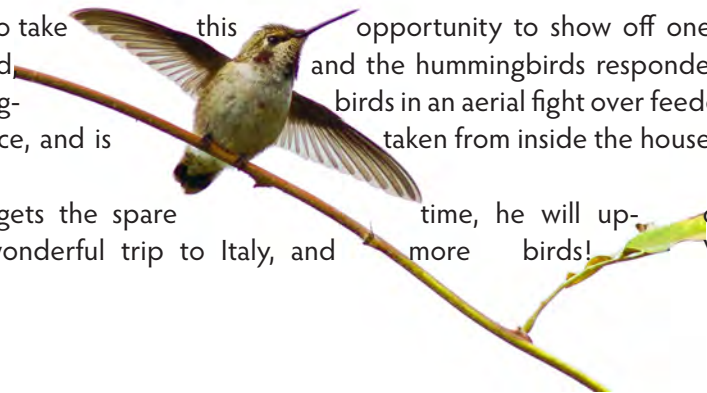 o take this opportunity to show off one
d, and the hummingbirds responde
g- birds in an aerial fight over feede
ce, and is taken from inside the house
gets the spare time, he will up-
wonderful trip to Italy, and more birds!